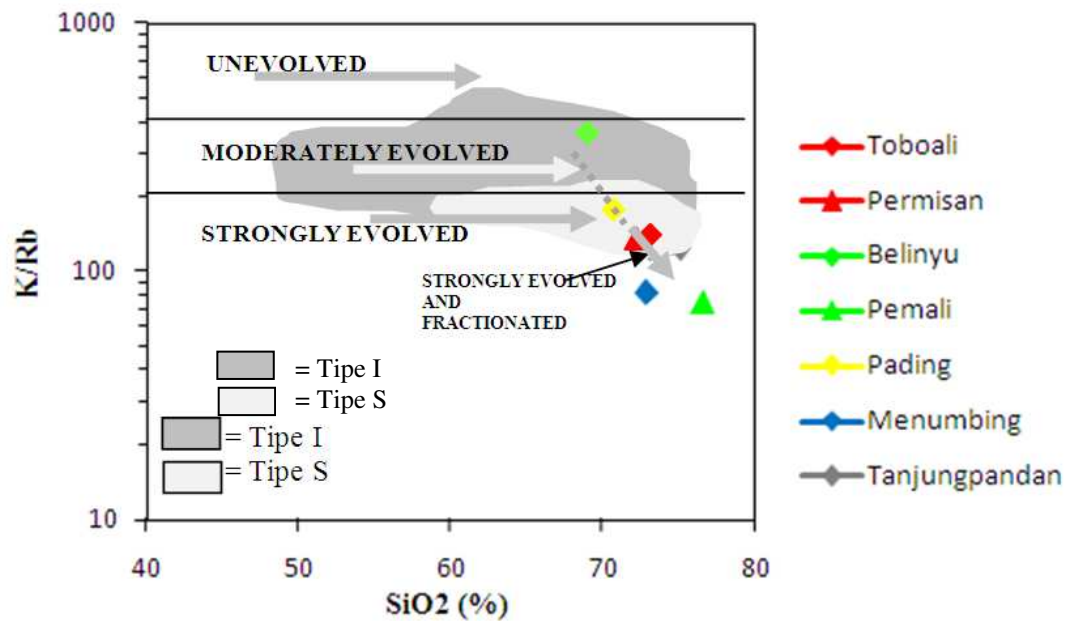 1000
UNEVOLVED
MODERATELY EVOLVED
STRONGLY EVOLVED
K/Rb
100
STRONGLY EVOLVED
AND
FRACTIONATED
= Tipe I
= Tipe S
= Tipe I
= Tipe S
10
40 50 60 70 80
SiO2 (%)
Toboali
Permisan
Belinyu
Pemali
Pading
Menumbing
Tanjungpandan